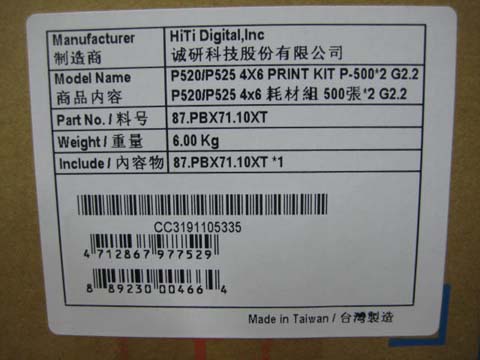 Manufacturer HiTi Digital,Inc
制造商 诚研科技股份有限公司
Model Name P520/P525 4X6 PRINT KIT P-500*2 G2.2
商品内容 P520/P525 4x6 耗材組 500張*2 G2.2
Part No. / 料号 87.PBX71.10XT
Weight / 重量 6.00 Kg
Include / 内容物 87.PBX71.10XT *1
CC3191105335
4 712867 977529
8 89230 00466 4
Made in Taiwan / 台灣製造